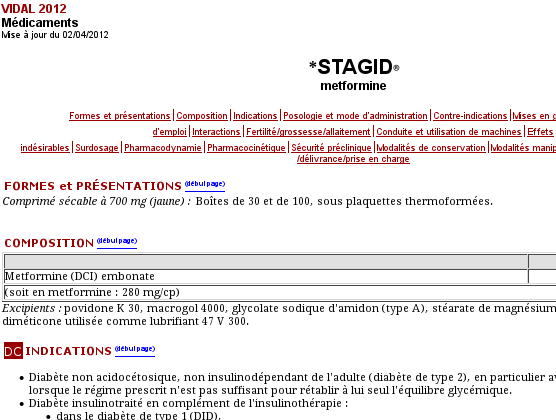 VIDAL 2012
Médicaments
Mise à jour du 02/04/2012
*STAGID®
metformine
Formes et présentations | Composition | Indications | Posologie et mode d'administration | Contre-indications | Mises en g
d'emploi | Interactions | Fertilité/grossesse/allaitement | Conduite et utilisation de machines | Effets
indésirables | Surdosage | Pharmacodynamie | Pharmacocinétique | Sécurité préclinique | Modalités de conservation | Modalités manip
/délivrance/prise en charge
FORMES et PRÉSENTATIONS (début page)
Comprimé sécable à 700 mg (jaune) : Boîtes de 30 et de 100, sous plaquettes thermoformées.
COMPOSITION (début page)
Metformine (DCI) embonate
(soit en metformine : 280 mg/cp)
Excipients : povidone K 30, macrogol 4000, glycolate sodique d'amidon (type A), stéarate de magnésium
diméticone utilisée comme lubrifiant 47 V 300.
DC INDICATIONS (début page)
• Diabète non acidocétosique, non insulinodépendant de l'adulte (diabète de type 2), en particulier av
lorsque le régime prescrit n'est pas suffisant pour rétablir à lui seul l'équilibre glycémique.
• Diabète insulinotraité en complément de l'insulinothérapie :
• dans le diabète de type 1 (DID),